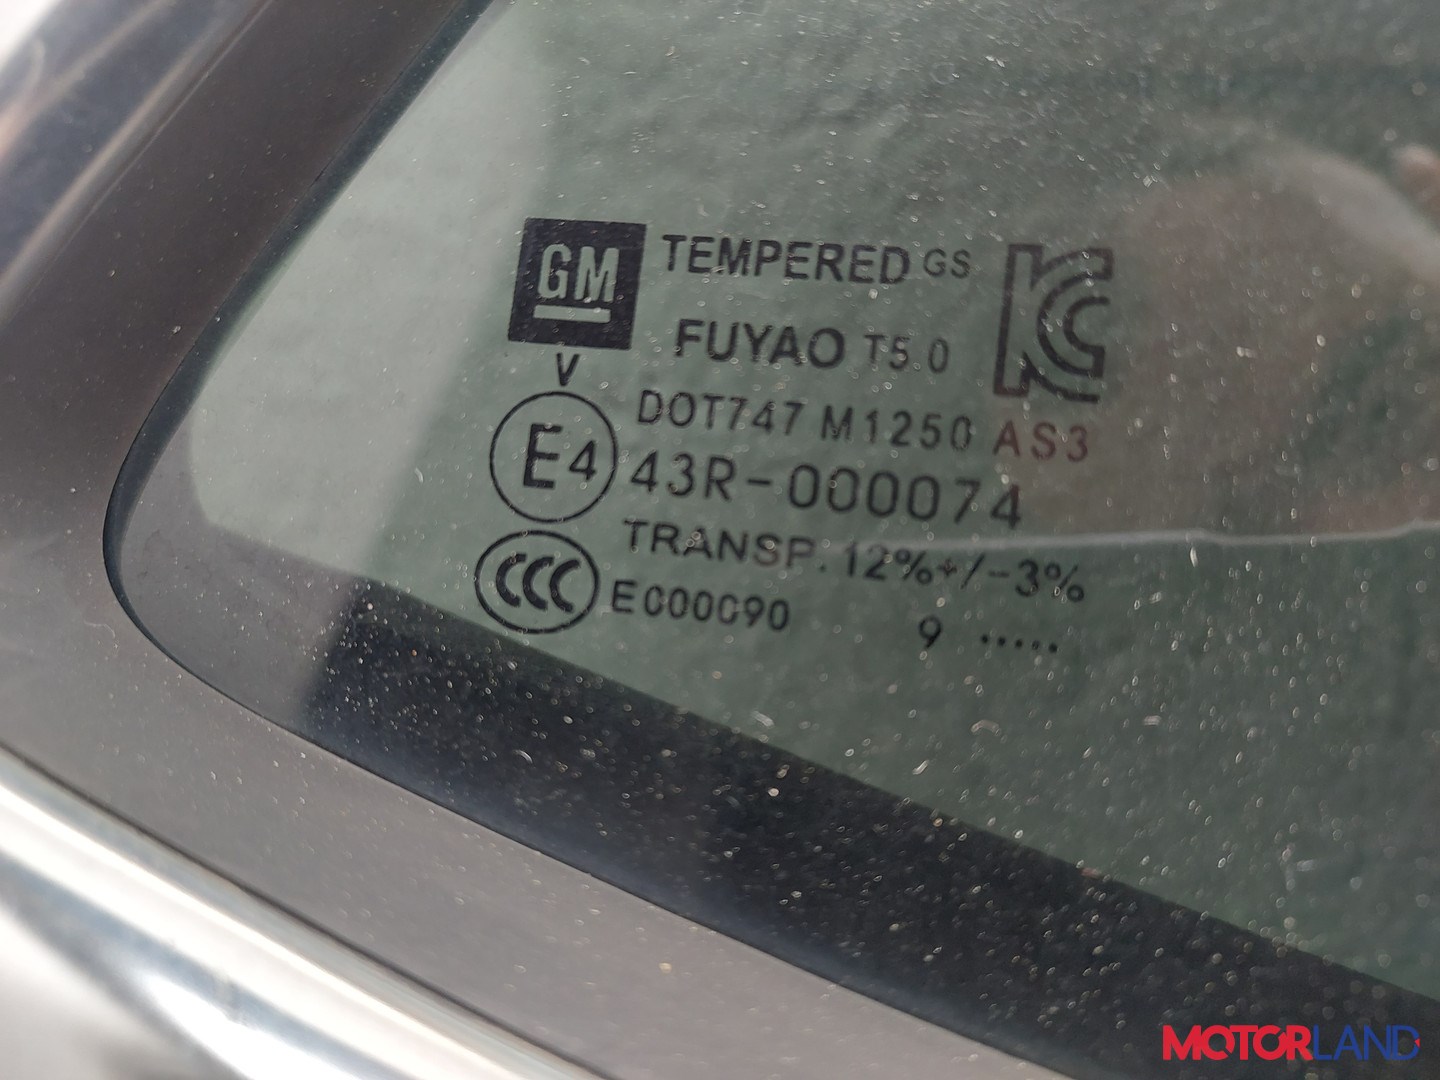 GM TEMPERED GS
FUYAO T5.0
V
DOT747 M1250 AS3
E4 43R-000074
TRANSP. 12%+/-3%
CCC E000090
9 .....
MOTORLAND